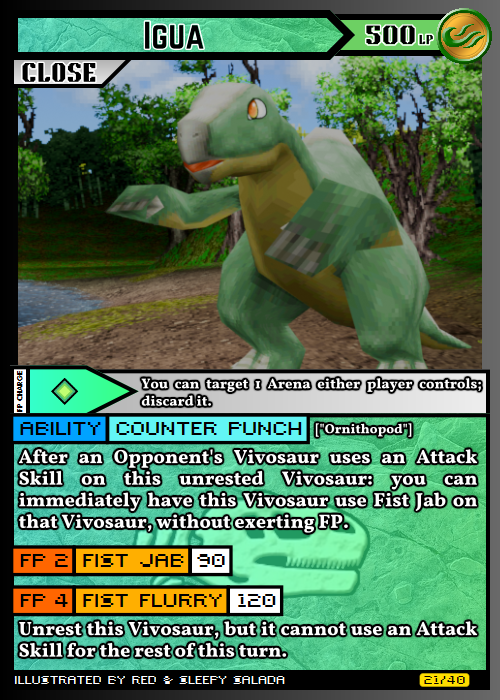 Igua
500 LP
CLOSE
FP CHARGE
You can target 1 Arena either player controls;
discard it.
ABILITY COUNTER PUNCH ["Ornithopod"]
After an Opponent's Vivosaur uses an Attack
Skill on this unrested Vivosaur: you can
immediately have this Vivosaur use Fist Jab on
that Vivosaur, without exerting FP.
FP 2 FIST JAB 90
FP 4 FIST FLURRY 120
Unrest this Vivosaur, but it cannot use an Attack
Skill for the rest of this turn.
ILLUSTRATED BY RED & SLEEPY SALADA
21/40